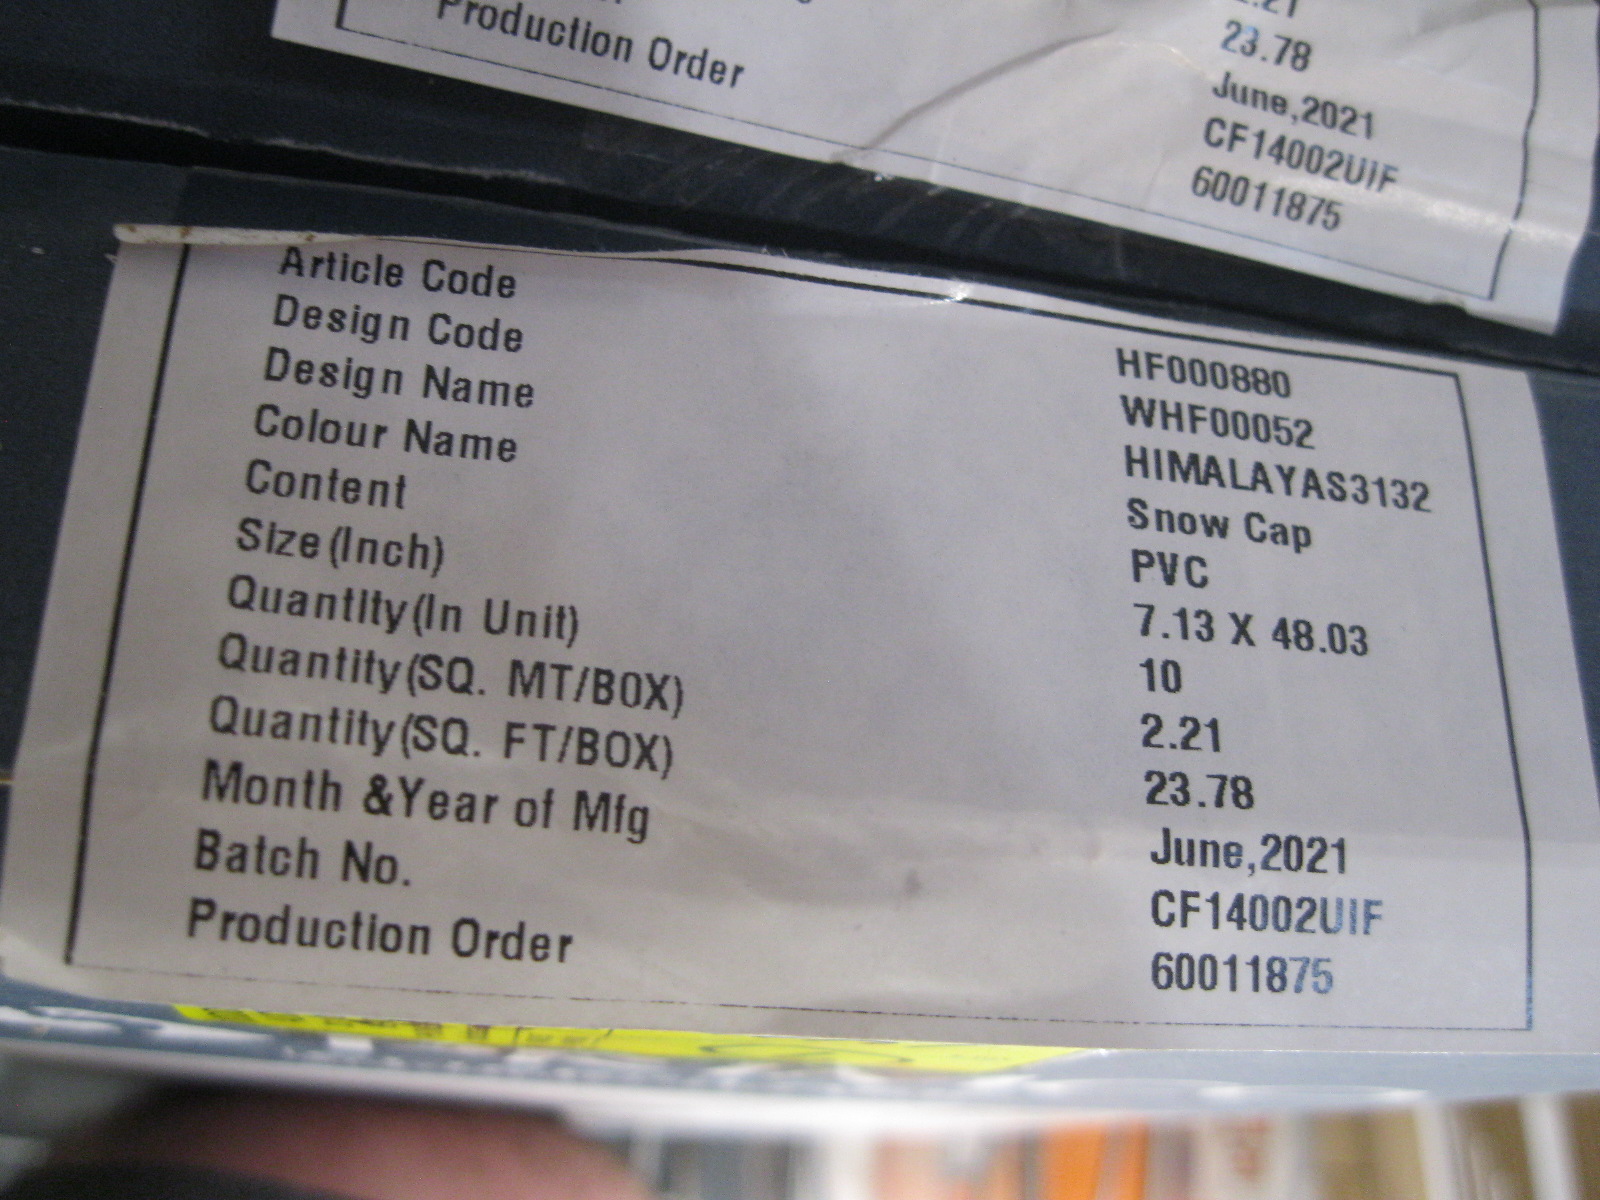 Production Order
23.78
June,2021
CF14002UIF
60011875
Article Code HF000880
Design Code WHF00052
Design Name HIMALAYAS3132
Colour Name Snow Cap
Content PVC
Size(Inch) 7.13 X 48.03
Quantity(In Unit) 10
Quantity(SQ. MT/BOX) 2.21
Quantity(SQ. FT/BOX) 23.78
Month &Year of Mfg June,2021
Batch No. CF14002UIF
Production Order 60011875